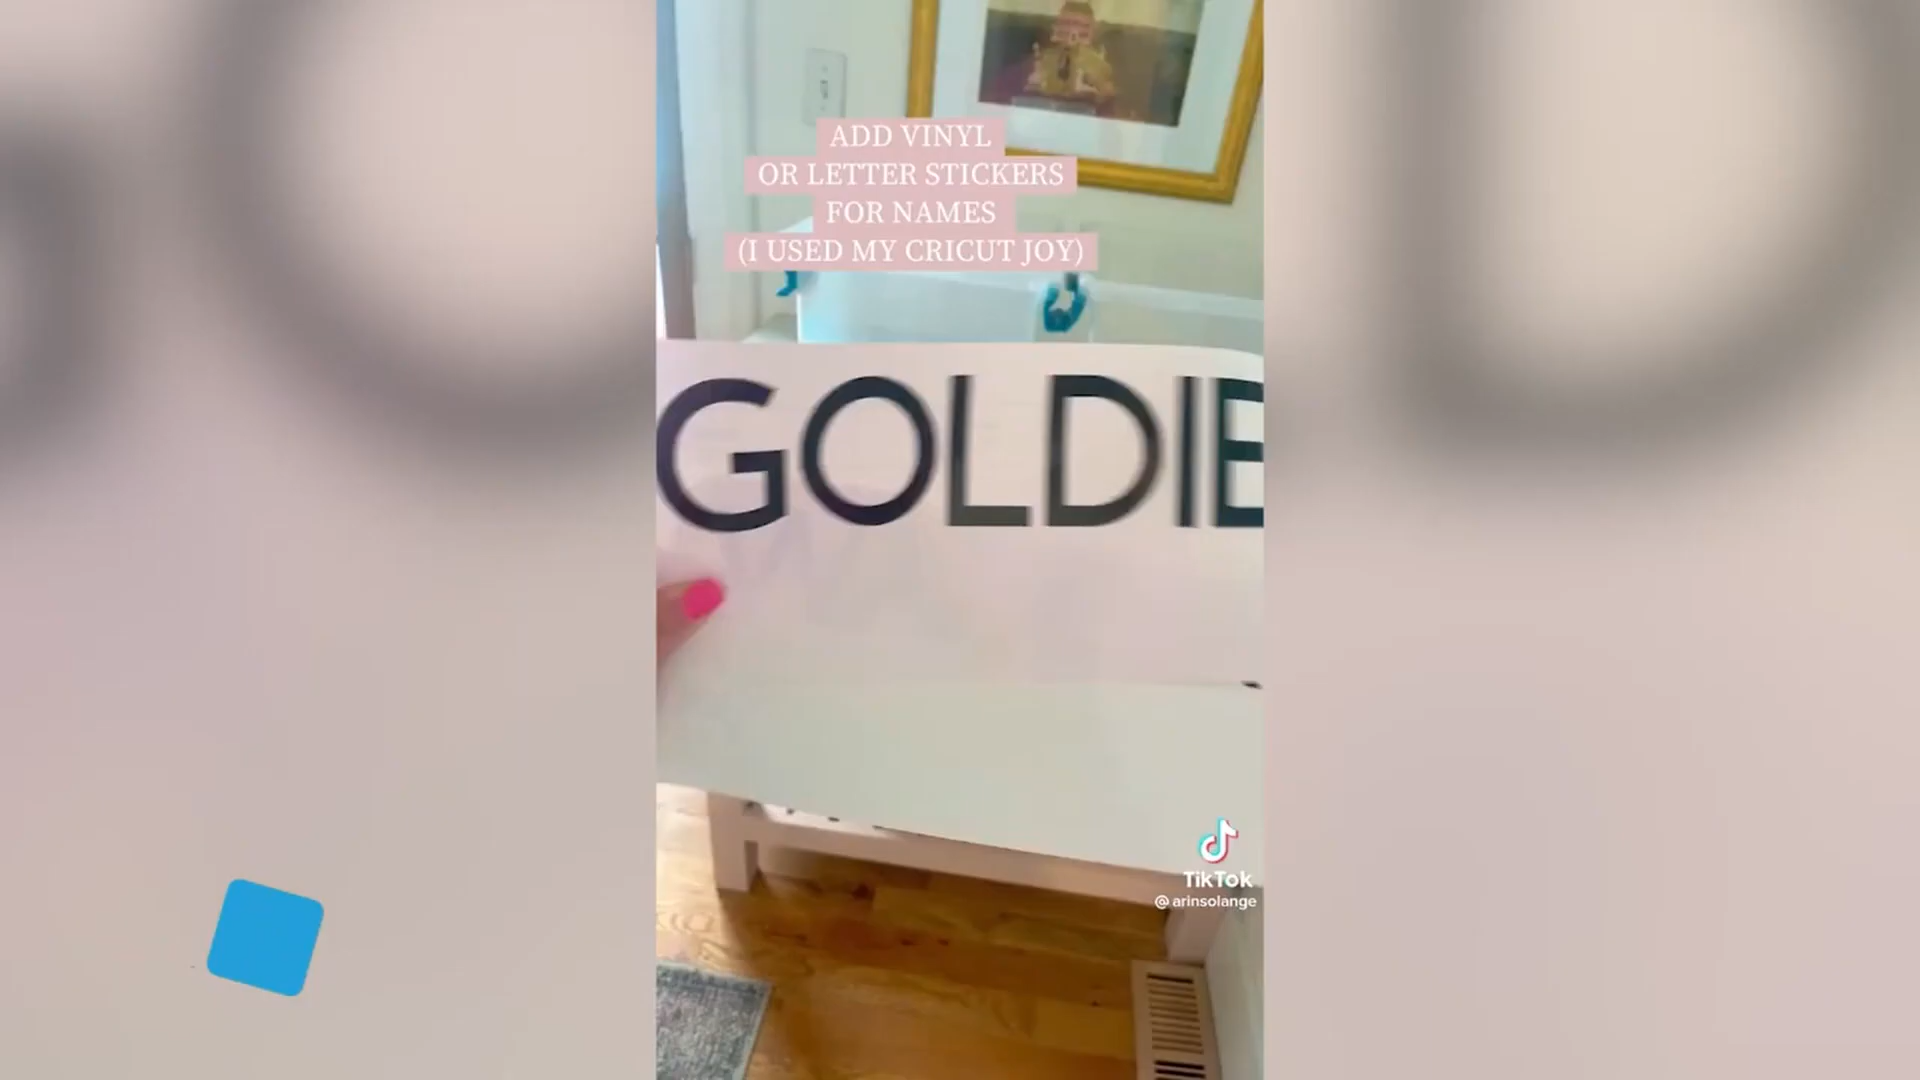 ADD VINYL
OR LETTER STICKERS
FOR NAMES
(I USED MY CRICUT JOY)
GOLDIE
TikTok
@arinsolange